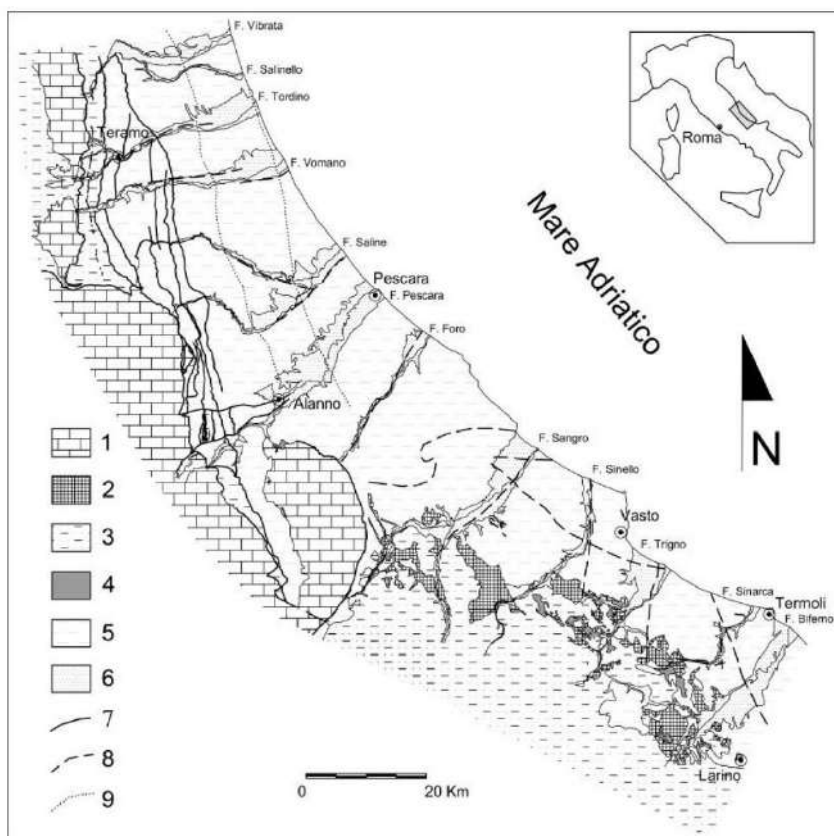 F. Vibrata
F. Salinello
F. Tordino
Teramo
F. Vomano
Roma
Mare Adriatico
F. Saline
Pescara
F. Pescara
F. Foro
Alanno
N
F. Sangro
F. Sinello
Vasto
F. Trigno
F. Sinarca
Termoli
F. Biferno
Larino
1
2
3
4
5
6
7
8
9
0 20 Km